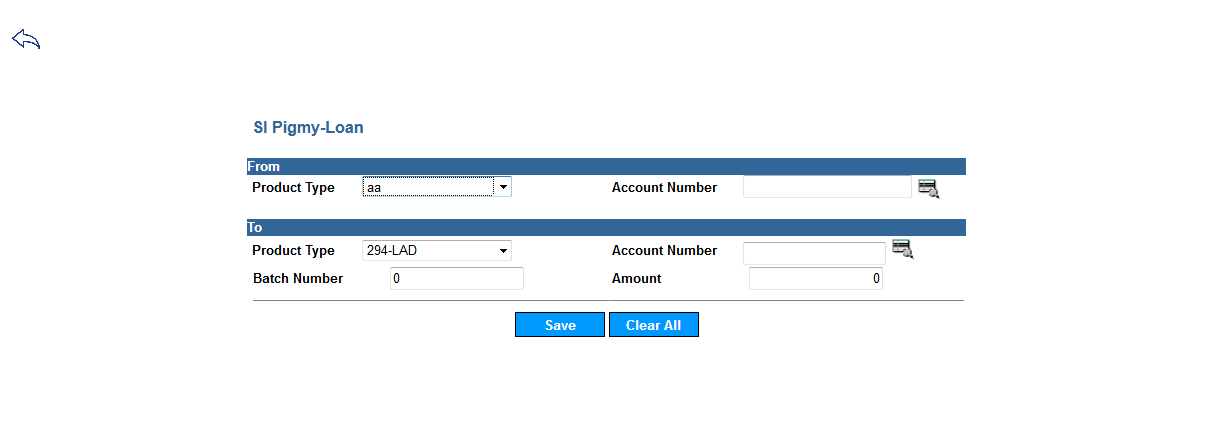 SI Pigmy-Loan
From
Product Type aa Account Number
To
Product Type 294-LAD Account Number
Batch Number 0 Amount 0
Save Clear All